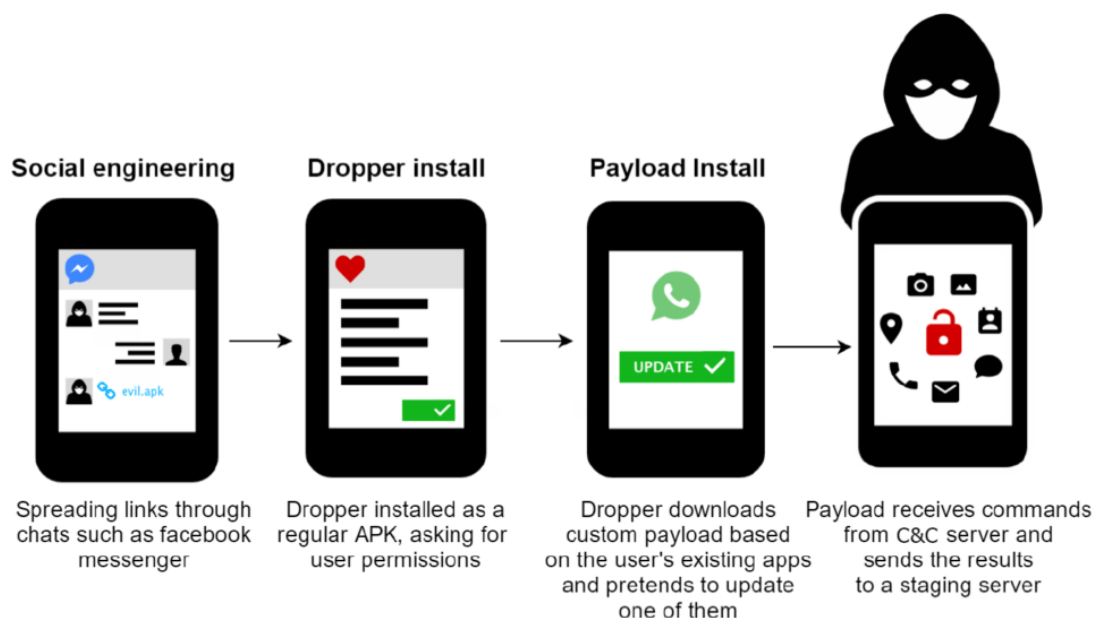 Social engineering
Dropper install
Payload Install
evil.apk
UPDATE
Spreading links through
chats such as facebook
messenger
Dropper installed as a
regular APK, asking for
user permissions
Dropper downloads
custom payload based
on the user's existing apps
and pretends to update
one of them
Payload receives commands
from C&C server and
sends the results
to a staging server